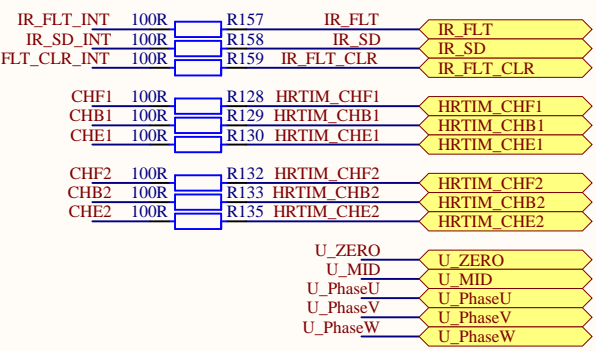 IR_FLT_INT 100R R157 IR_FLT IR_FLT
IR_SD_INT 100R R158 IR_SD IR_SD
FLT_CLR_INT 100R R159 IR_FLT_CLR IR_FLT_CLR
CHF1 100R R128 HRTIM_CHF1 HRTIM_CHF1
CHB1 100R R129 HRTIM_CHB1 HRTIM_CHB1
CHE1 100R R130 HRTIM_CHE1 HRTIM_CHE1
CHF2 100R R132 HRTIM_CHF2 HRTIM_CHF2
CHB2 100R R133 HRTIM_CHB2 HRTIM_CHB2
CHE2 100R R135 HRTIM_CHE2 HRTIM_CHE2
U_ZERO U_ZERO
U_MID U_MID
U_PhaseU U_PhaseU
U_PhaseV U_PhaseV
U_PhaseW U_PhaseW